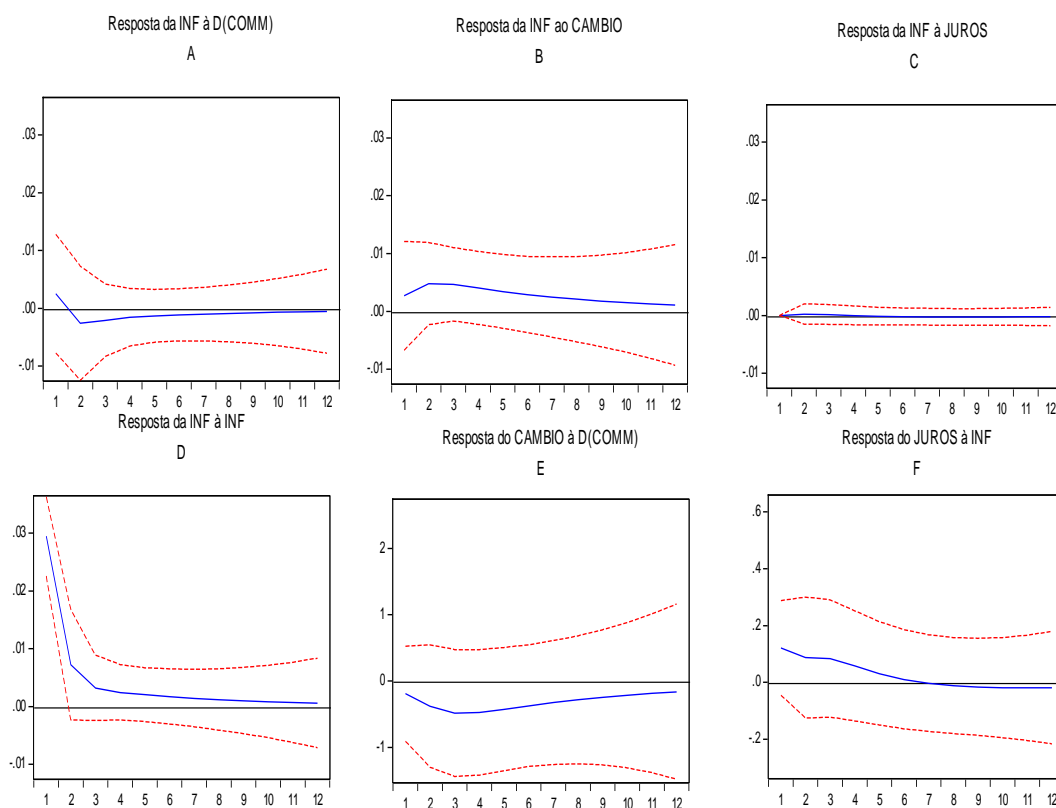 Resposta da INF à D(COMM)
A
.03
.02
.01
.00
-.01
1 2 3 4 5 6 7 8 9 10 11 12
Resposta da INF ao CAMBIO
B
.03
.02
.01
.00
-.01
1 2 3 4 5 6 7 8 9 10 11 12
Resposta da INF à JUROS
C
.03
.02
.01
.00
-.01
1 2 3 4 5 6 7 8 9 10 11 12
Resposta da INF à INF
D
.03
.02
.01
.00
-.01
1 2 3 4 5 6 7 8 9 10 11 12
Resposta do CAMBIO à D(COMM)
E
2
1
0
-1
1 2 3 4 5 6 7 8 9 10 11 12
Resposta do JUROS à INF
F
.6
.4
.2
.0
-.2
1 2 3 4 5 6 7 8 9 10 11 12